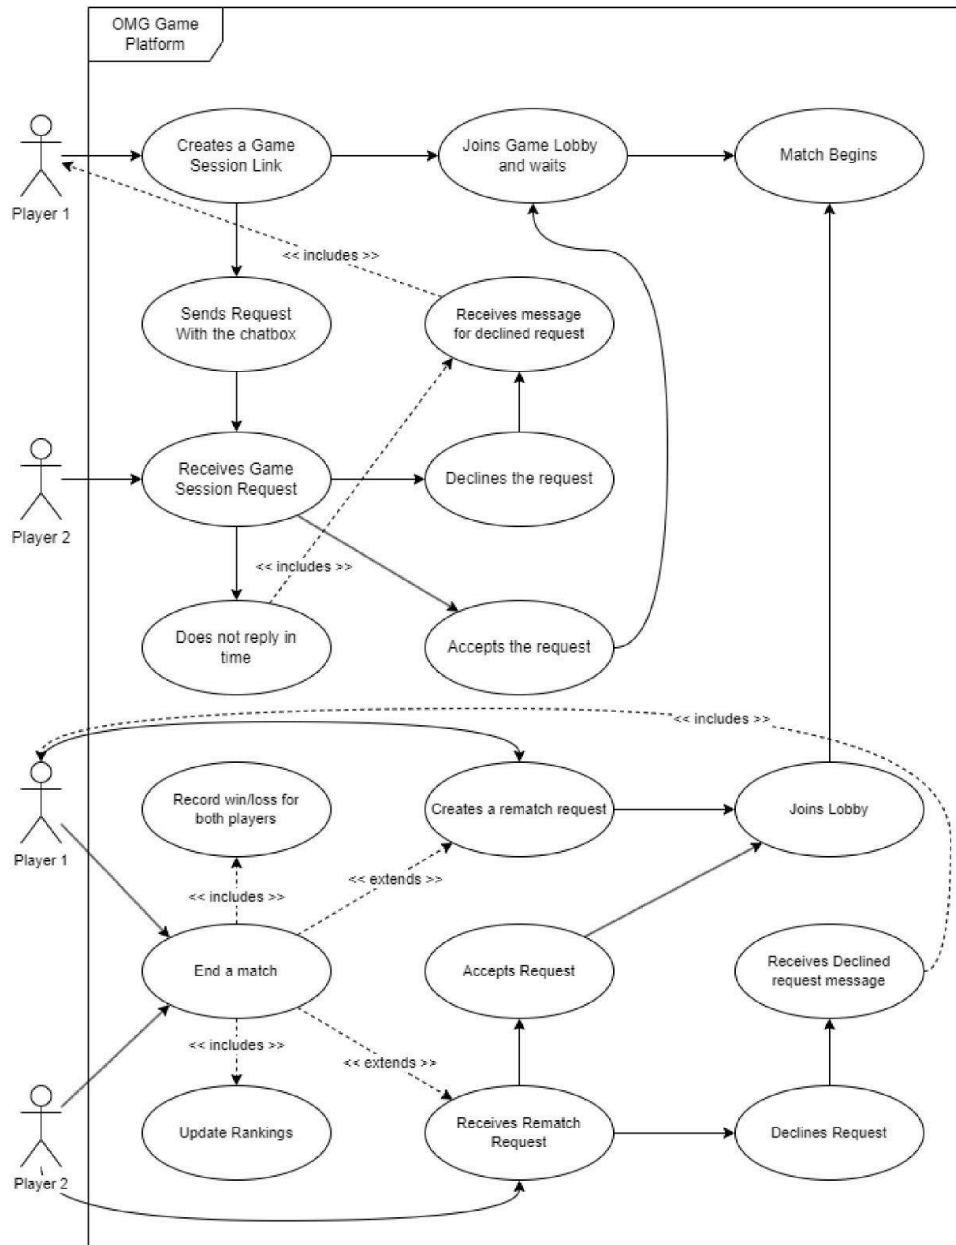 OMG Game
Platform
Creates a Game
Session Link
Joins Game Lobby
and waits
Match Begins
Player 1
<< includes >>
Sends Request
With the chatbox
Receives message
for declined request
Receives Game
Session Request
Declines the request
Player 2
<< includes >>
Does not reply in
time
Accepts the request
<< includes >>
Record win/loss for
both players
Creates a rematch request
Joins Lobby
Player 1
<< extends >>
<< includes >>
End a match
Accepts Request
Receives Declined
request message
<< includes >>
<< extends >>
Update Rankings
Receives Rematch
Request
Declines Request
Player 2